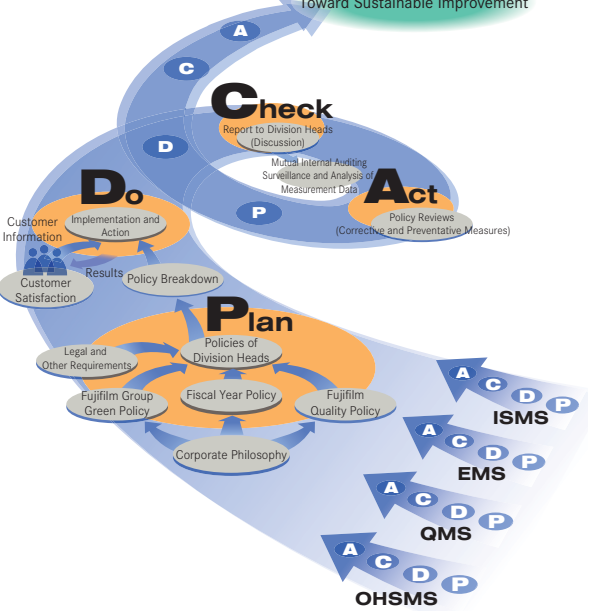 Toward Sustainable Improvement
A
C
D
P
Check
Report to Division Heads
(Discussion)
Mutual Internal Auditing
Surveillance and Analysis of
Measurement Data
Act
Policy Reviews
(Corrective and Preventative Measures)
Do
Implementation and
Action
Customer
Information
Results
Customer
Satisfaction
Policy Breakdown
Plan
Policies of
Division Heads
Legal and
Other Requirements
Fujifilm Group
Green Policy
Fiscal Year Policy
Fujifilm
Quality Policy
Corporate Philosophy
A C D P
ISMS
A C D P
EMS
A C D P
QMS
A C D P
OHSMS